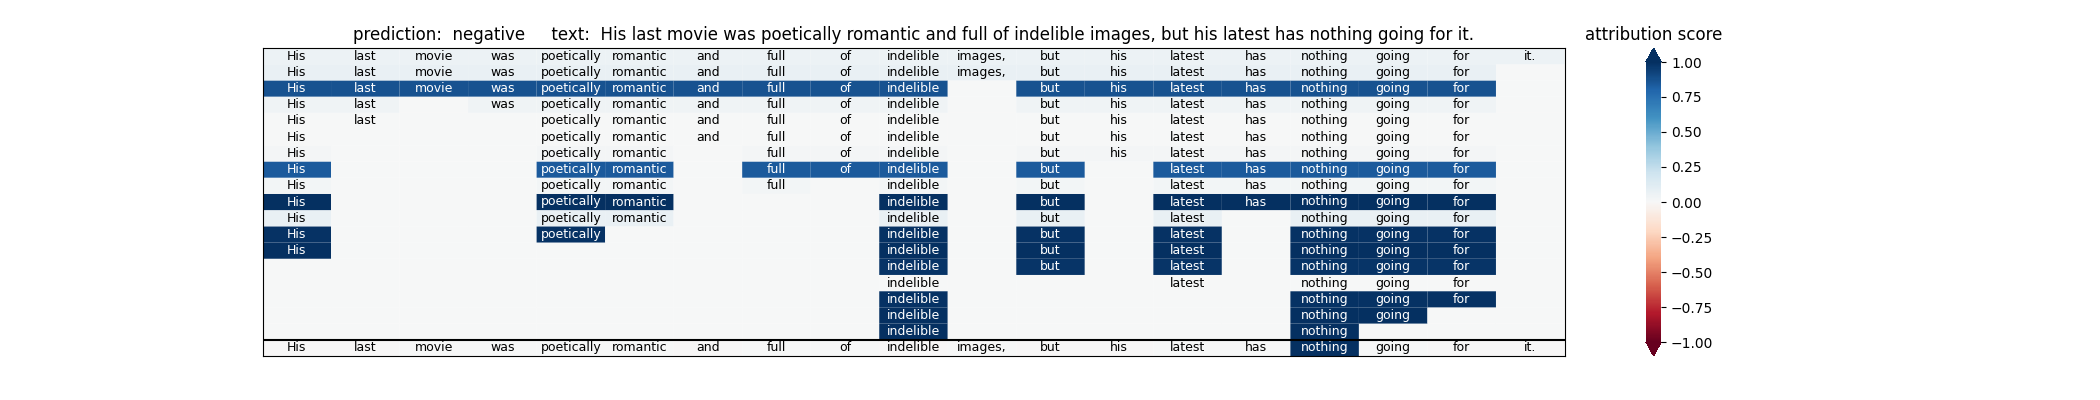 prediction:  negative     text:  His last movie was poetically romantic and full of indelible images, but his latest has nothing going for it.
attribution score
His last movie was poetically romantic and full of indelible images, but his latest has nothing going for it.
His last movie was poetically romantic and full of indelible images, but his latest has nothing going for
His last movie was poetically romantic and full of indelible but his latest has nothing going for
His last was poetically romantic and full of indelible but his latest has nothing going for
His last poetically romantic and full of indelible but his latest has nothing going for
His poetically romantic and full of indelible but his latest has nothing going for
His poetically romantic full of indelible but his latest has nothing going for
His poetically romantic full of indelible but latest has nothing going for
His poetically romantic full indelible but latest has nothing going for
His poetically romantic indelible but latest has nothing going for
His poetically romantic indelible but latest nothing going for
His poetically indelible but latest nothing going for
His indelible but latest nothing going for
indelible but latest nothing going for
indelible latest nothing going for
indelible nothing going for
indelible nothing going
indelible nothing
His last movie was poetically romantic and full of indelible images, but his latest has nothing going for it.
1.00
0.75
0.50
0.25
0.00
−0.25
−0.50
−0.75
−1.00